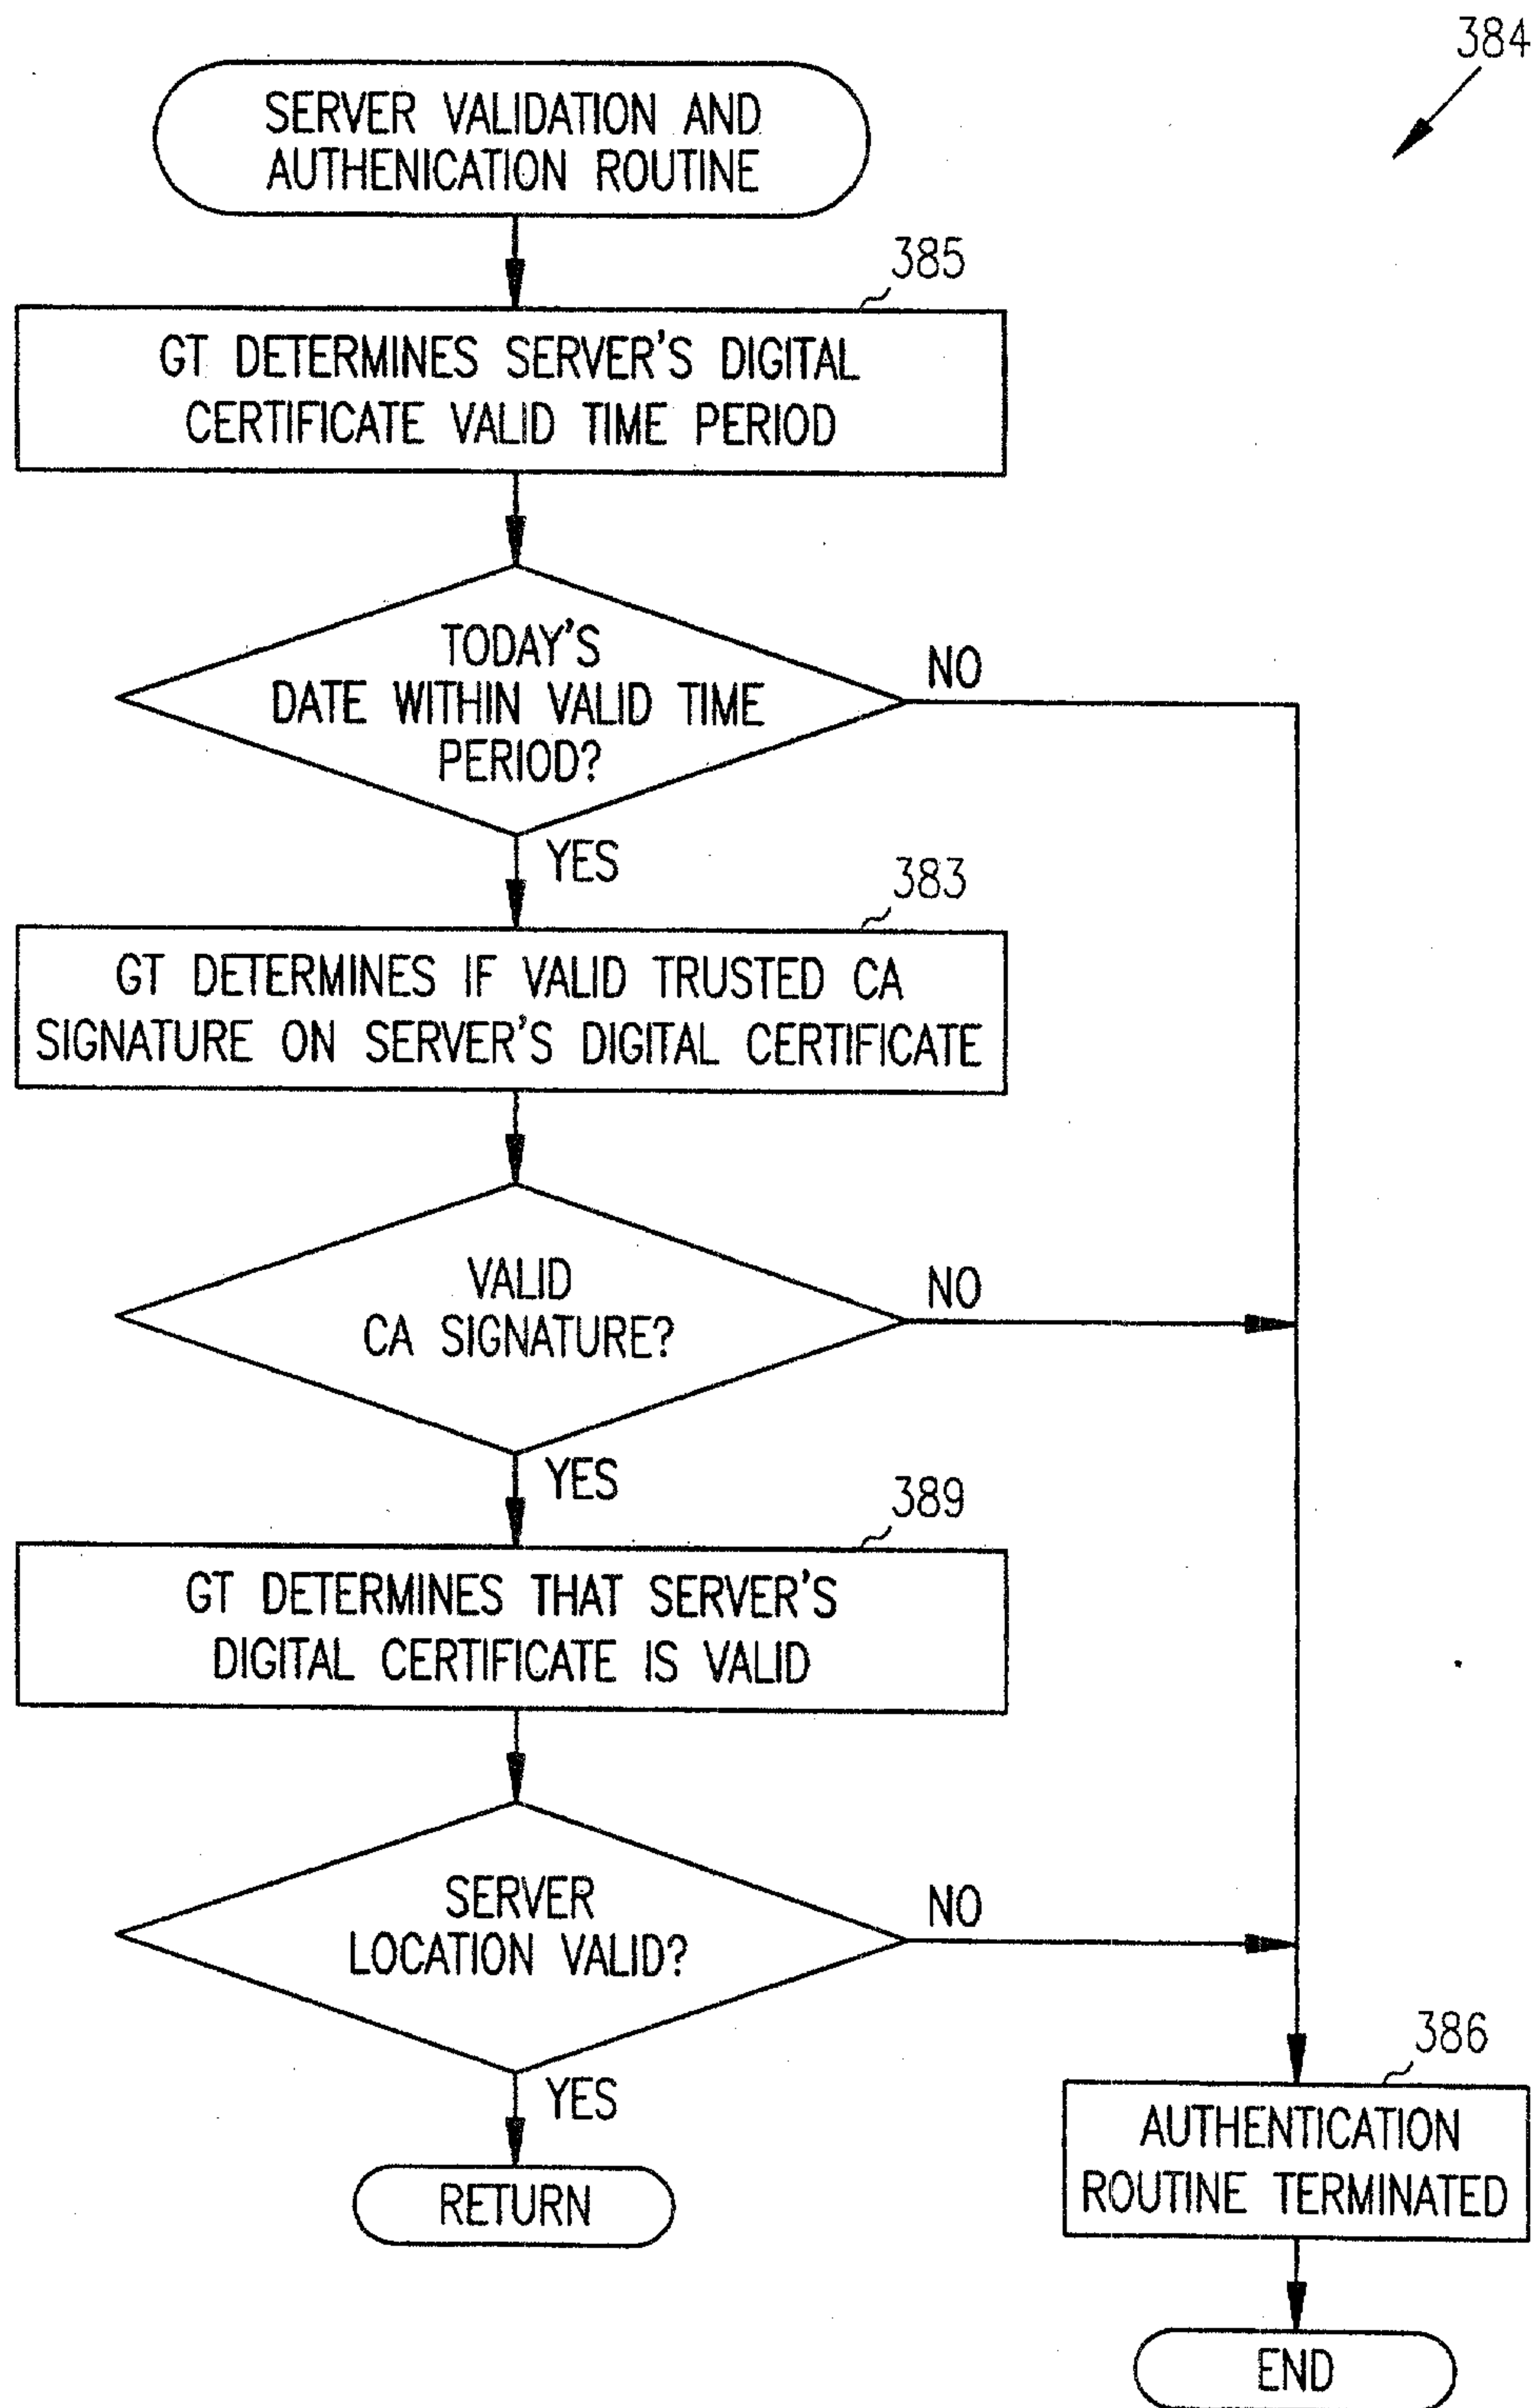 384
SERVER VALIDATION AND
AUTHENICATION ROUTINE
385
GT DETERMINES SERVER'S DIGITAL
CERTIFICATE VALID TIME PERIOD
TODAY'S
DATE WITHIN VALID TIME
PERIOD?
NO
YES
383
GT DETERMINES IF VALID TRUSTED CA
SIGNATURE ON SERVER'S DIGITAL CERTIFICATE
VALID
CA SIGNATURE?
NO
YES
389
GT DETERMINES THAT SERVER'S
DIGITAL CERTIFICATE IS VALID
SERVER
LOCATION VALID?
NO
YES
RETURN
386
AUTHENTICATION
ROUTINE TERMINATED
END